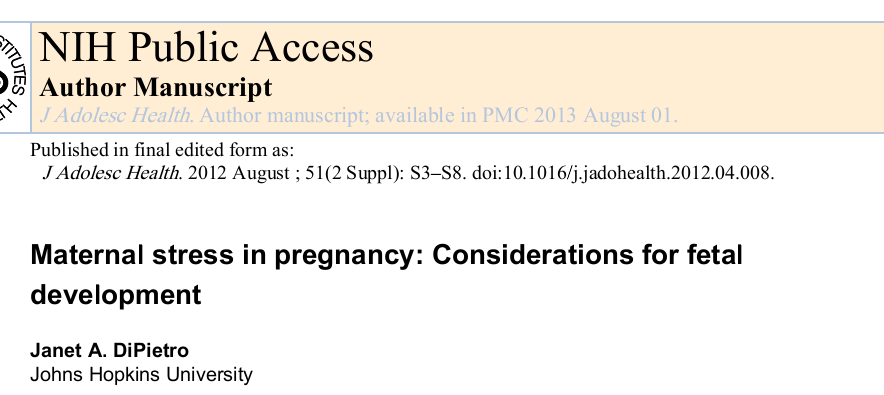 STITUTES
H
NIH Public Access
Author Manuscript
J Adolesc Health. Author manuscript; available in PMC 2013 August 01.
Published in final edited form as:
J Adolesc Health. 2012 August ; 51(2 Suppl): S3–S8. doi:10.1016/j.jadohealth.2012.04.008.
Maternal stress in pregnancy: Considerations for fetal
development
Janet A. DiPietro
Johns Hopkins University